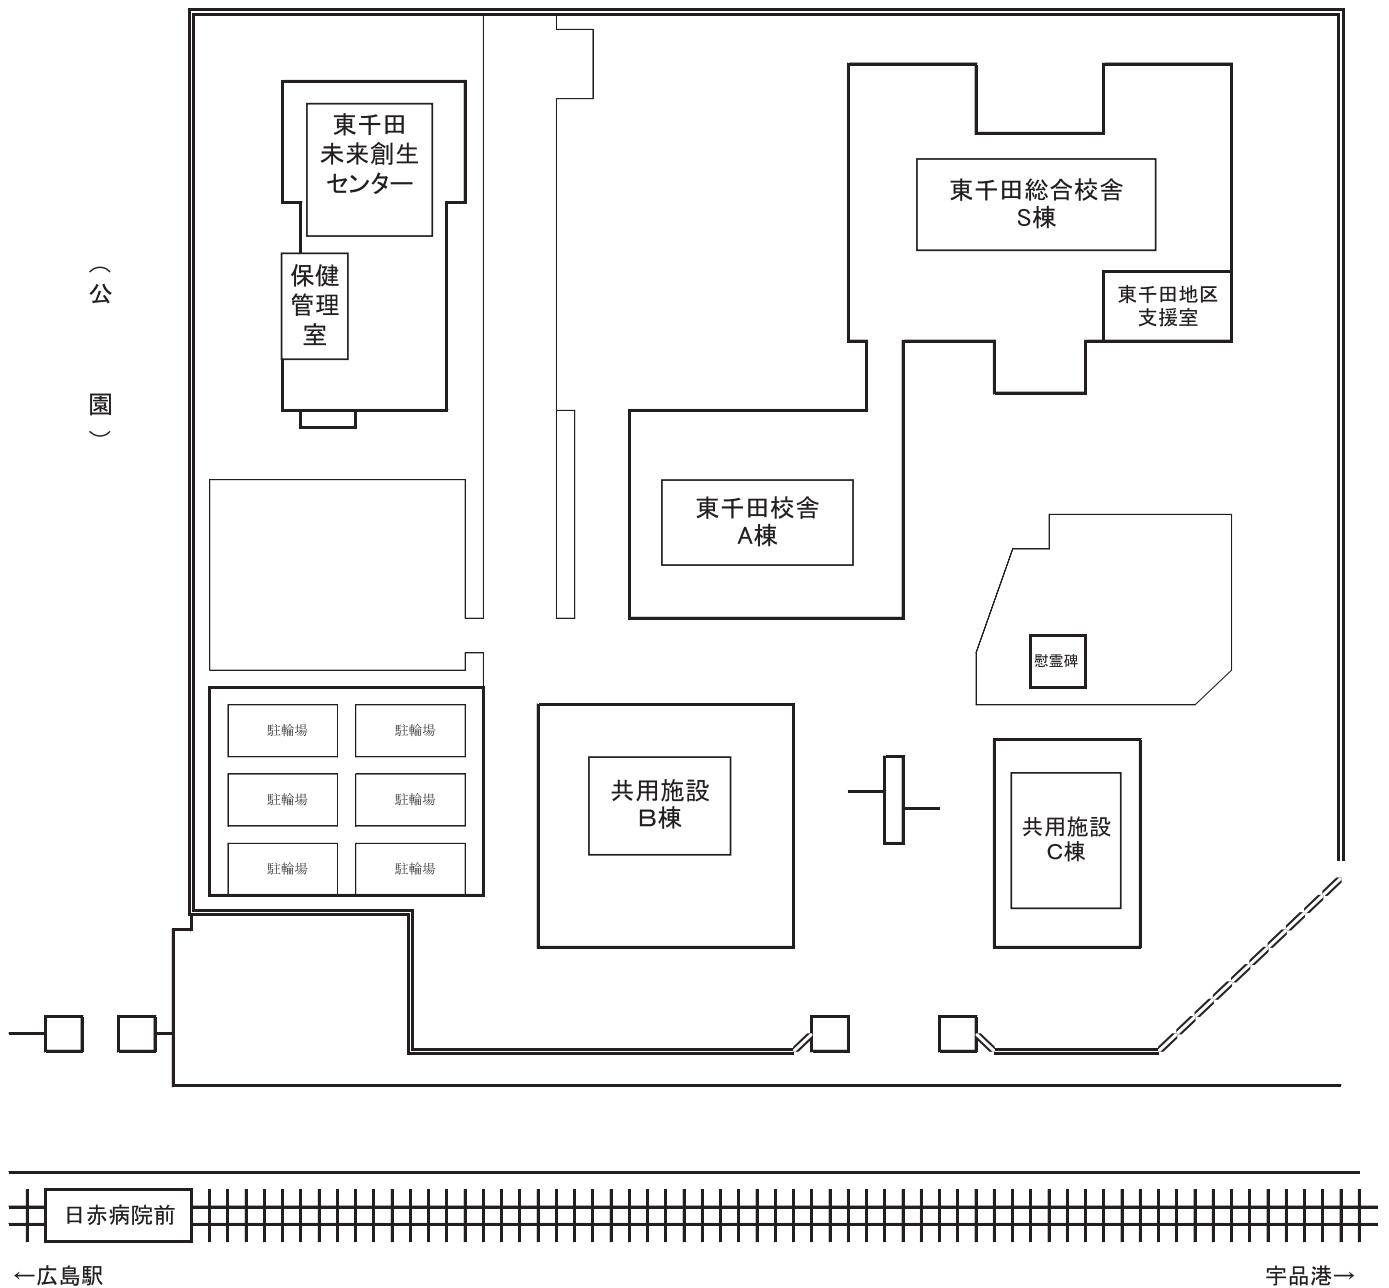 東千田
未来創生
センター
東千田総合校舎
S棟
保健
管理
室
(公　園)
東千田地区
支援室
東千田校舎
A棟
慰霊碑
駐輪場
駐輪場
共用施設
B棟
駐輪場
駐輪場
共用施設
C棟
駐輪場
駐輪場
日赤病院前
←広島駅
宇品港→